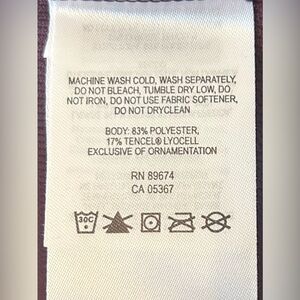 MACHINE WASH COLD, WASH SEPARATELY,
DO NOT BLEACH, TUMBLE DRY LOW, DO
NOT IRON, DO NOT USE FABRIC SOFTENER,
DO NOT DRYCLEAN
BODY: 83% POLYESTER,
17% TENCEL® LYOCELL
EXCLUSIVE OF ORNAMENTATION
RN 89674
CA 05367
30C